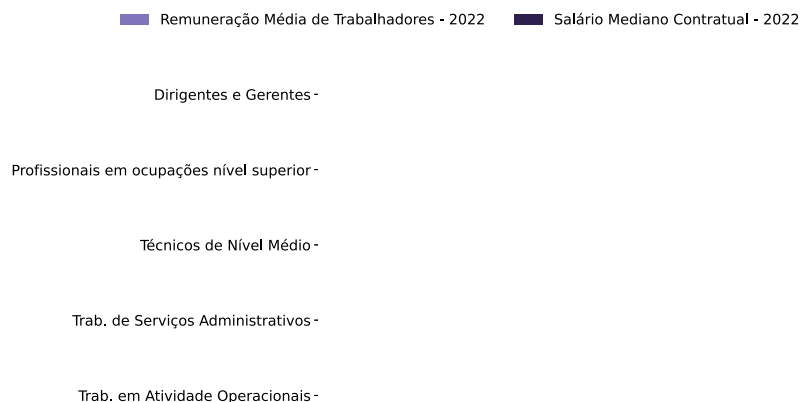 Remuneração Média de Trabalhadores - 2022 Salário Mediano Contratual - 2022
Dirigentes e Gerentes
Profissionais em ocupações nível superior
Técnicos de Nível Médio
Trab. de Serviços Administrativos
Trab. em Atividade Operacionais